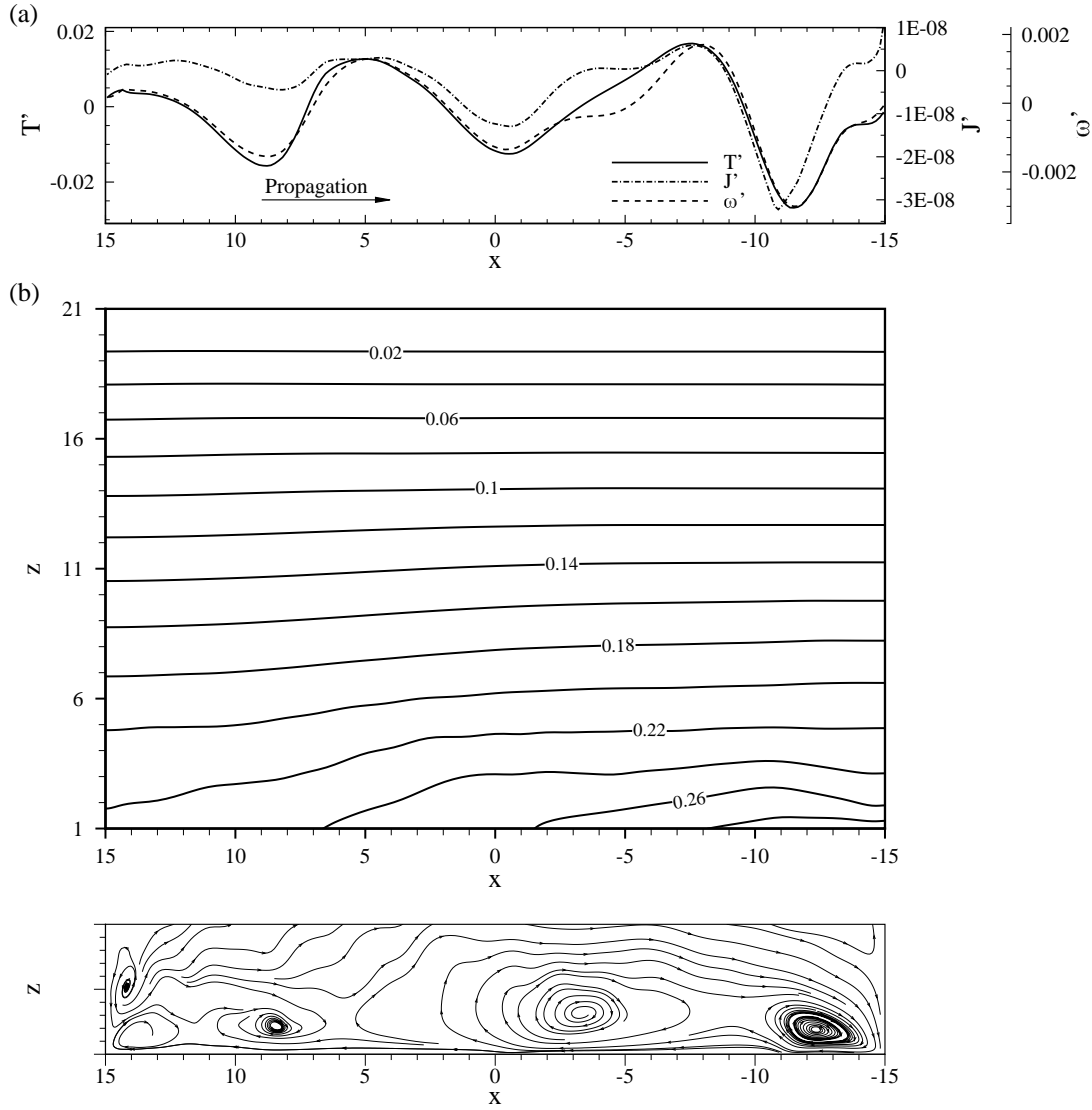 (a)
0.02
0
-0.02
T'
1E-08
0
-1E-08
-2E-08
-3E-08
J'
0.002
0
-0.002
ω'
Propagation
T'
J'
ω'
15 10 5 0 -5 -10 -15
x
(b)
21
16
11
6
1
z
0.02
0.06
0.1
0.14
0.18
0.22
0.26
15 10 5 0 -5 -10 -15
x
z
15 10 5 0 -5 -10 -15
x